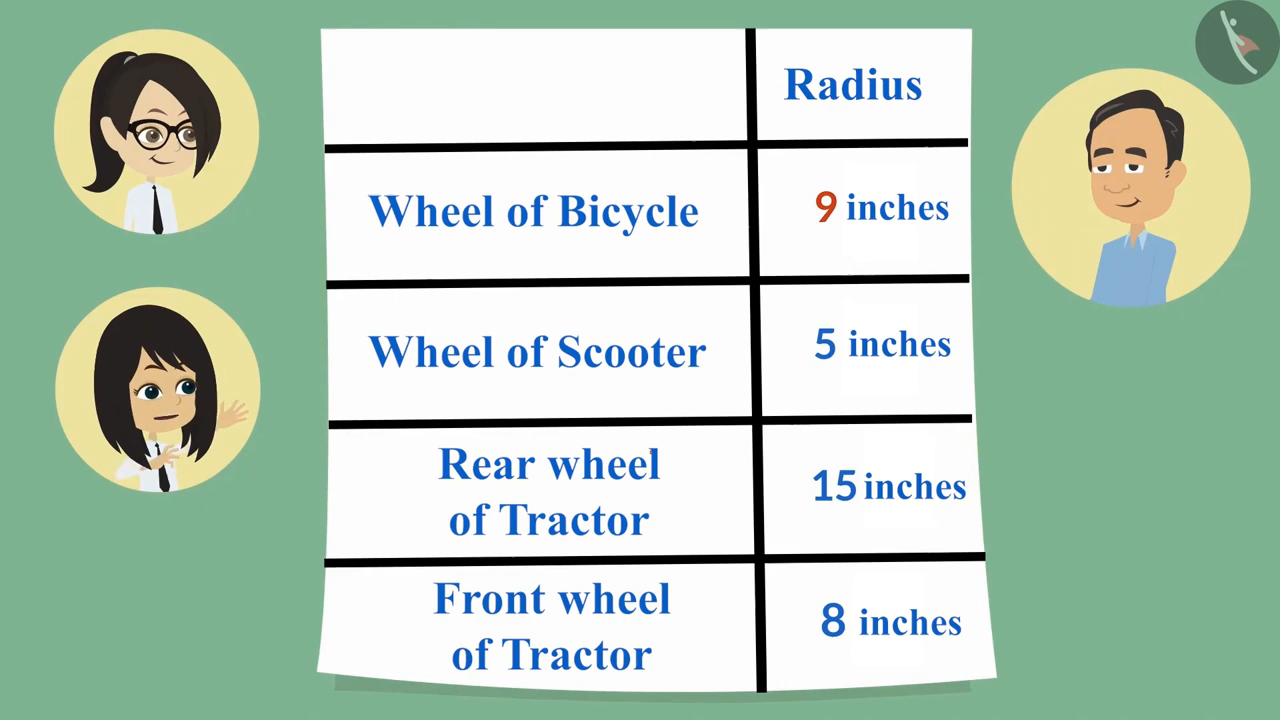 Radius
Wheel of Bicycle 9 inches
Wheel of Scooter 5 inches
Rear wheel
of Tractor 15 inches
Front wheel
of Tractor 8 inches